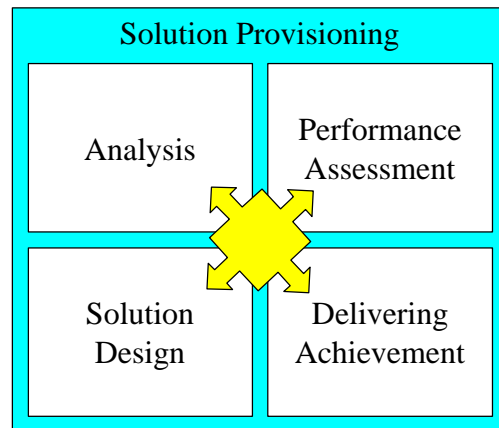 Solution Provisioning
Analysis
Performance
Assessment
Solution
Design
Delivering
Achievement